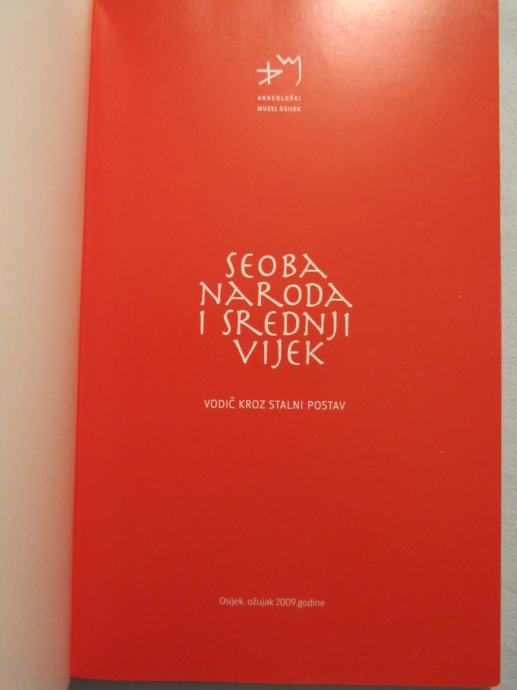 ARHEOLOŠKI
MUZEJ OSIJEK
SEOBA
NARODA
I SREDNJI
VIJEK
VODIČ KROZ STALNI POSTAV
Osijek, ožujak 2009.godine